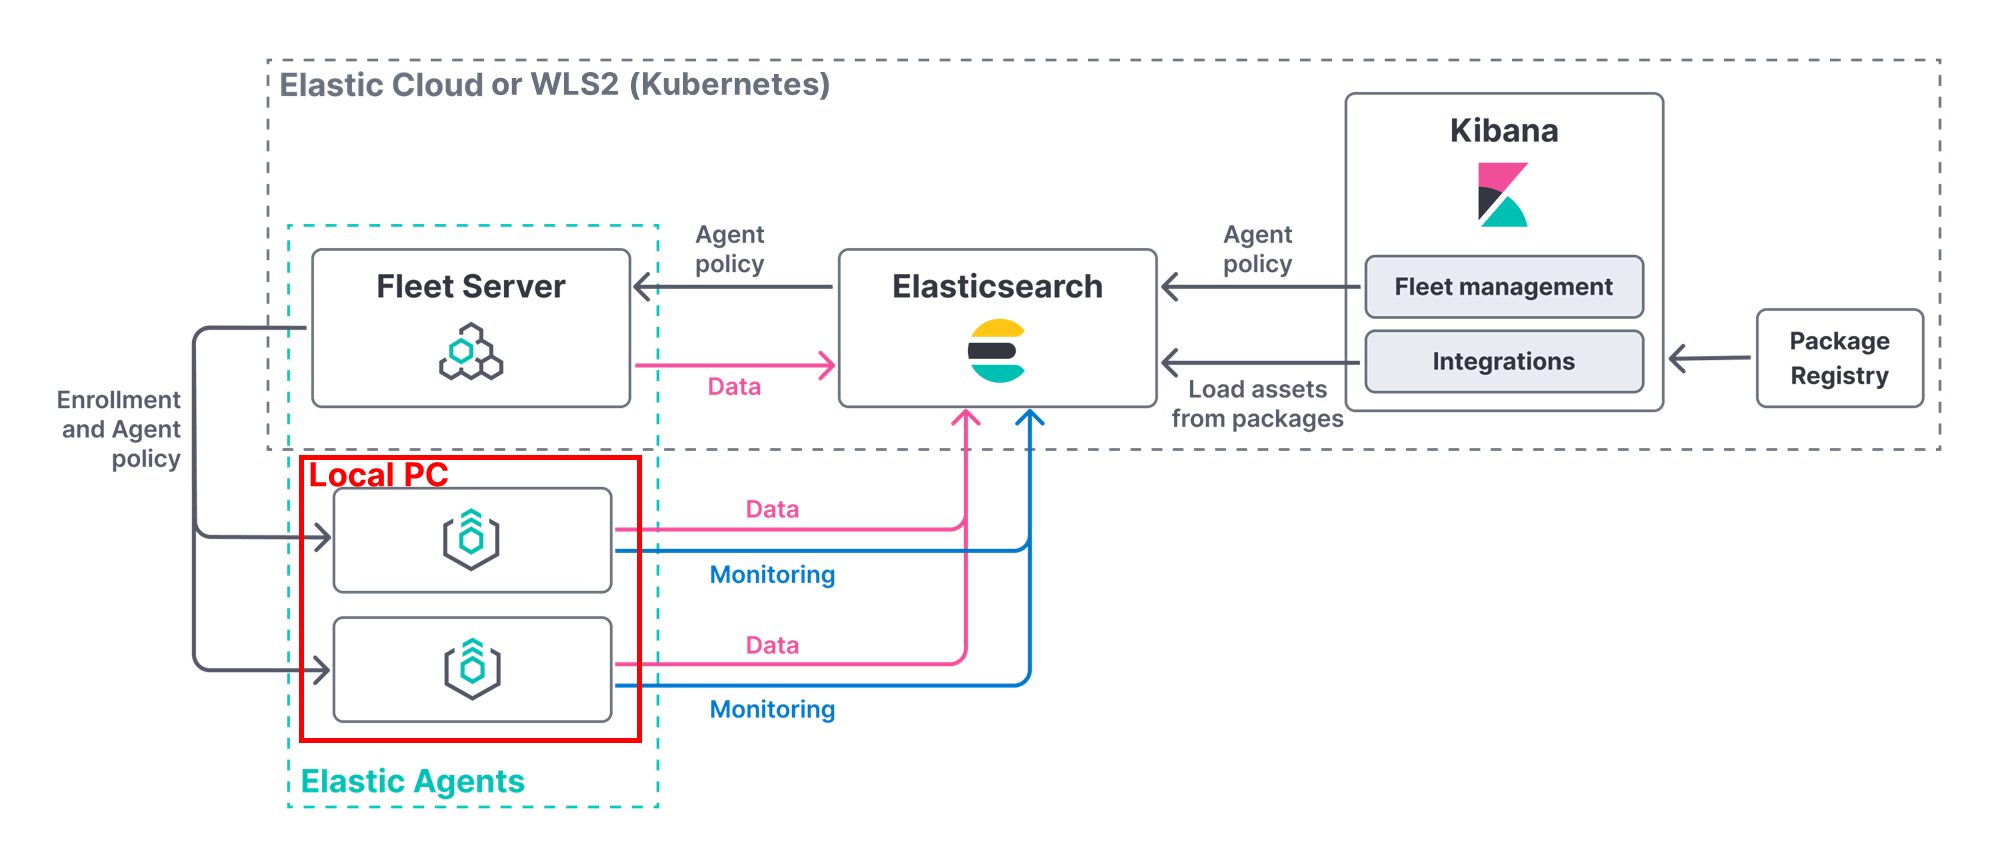 Elastic Cloud or WLS2 (Kubernetes)
Kibana
Agent
policy
Agent
policy
Fleet Server
Elasticsearch
Fleet management
Package
Registry
Integrations
Data
Load assets
from packages
Enrollment
and Agent
policy
Local PC
Data
Monitoring
Data
Monitoring
Elastic Agents